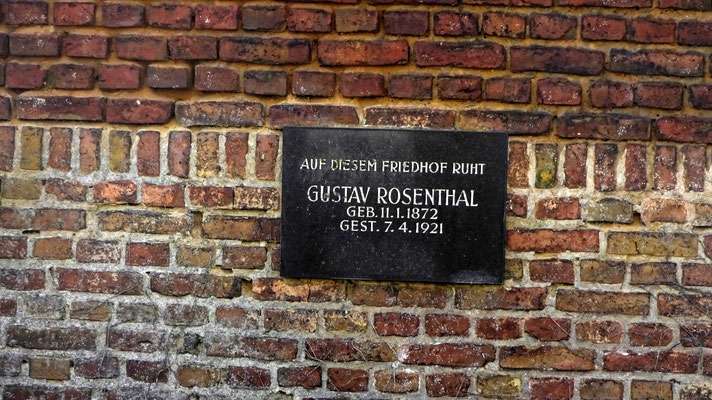 AUF DIESEM FRIEDHOF RUHT
GUSTAV ROSENTHAL
GEB. 11.1.1872
GEST. 7.4.1921